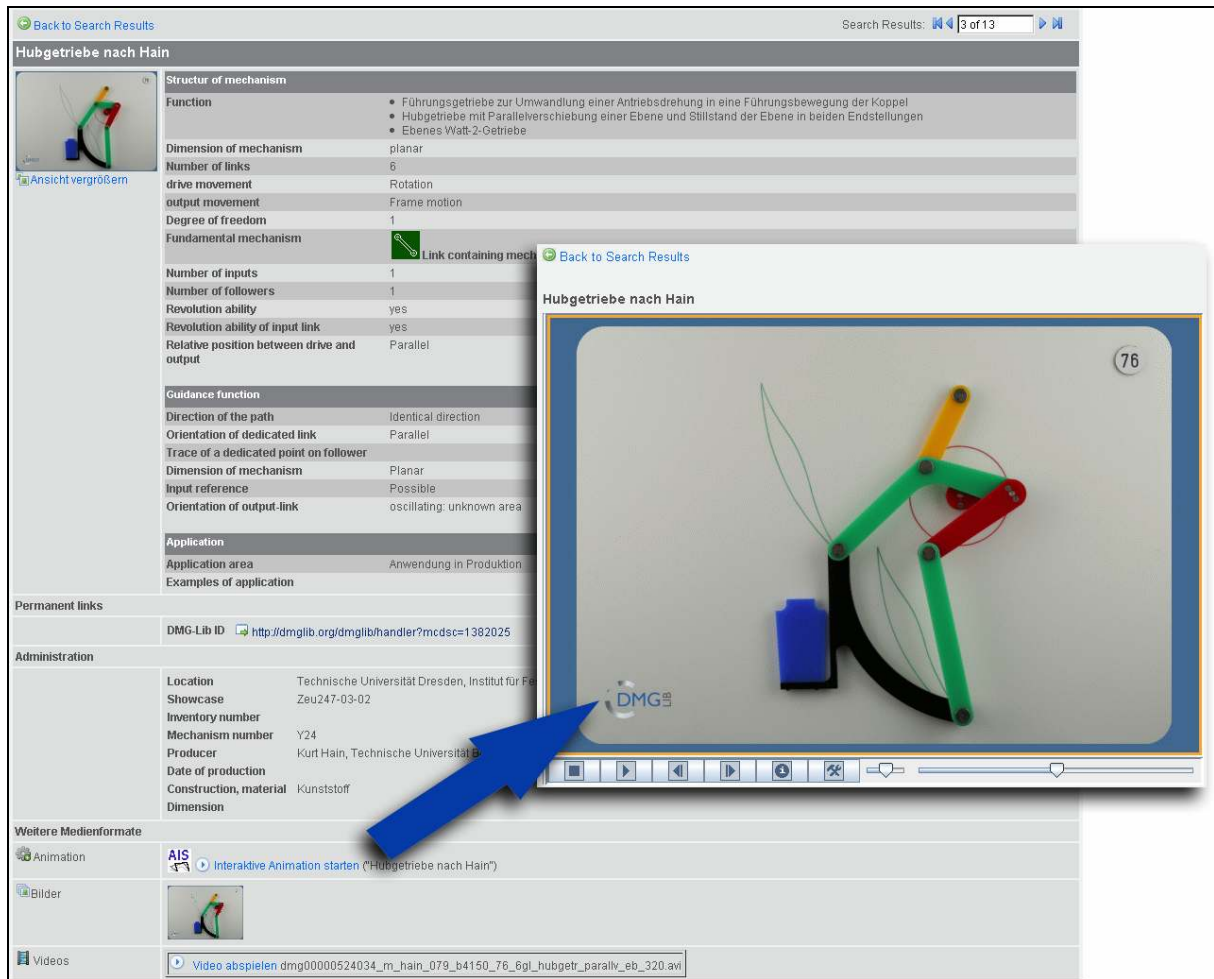 Back to Search Results
Search Results: 3 of 13
Hubgetriebe nach Hain
Ansicht vergrößern
Structur of mechanism
Function
• Führungsgetriebe zur Umwandlung einer Antriebsdrehung in eine Führungsbewegung der Koppel
• Hubgetriebe mit Parallelverschiebung einer Ebene und Stillstand der Ebene in beiden Endstellungen
• Ebenes Watt-2-Getriebe
Dimension of mechanism planar
Number of links 6
drive movement Rotation
output movement Frame motion
Degree of freedom 1
Fundamental mechanism Link containing mech
Number of inputs 1
Number of followers 1
Revolution ability yes
Revolution ability of input link yes
Relative position between drive and Parallel
output
Guidance function
Direction of the path Identical direction
Orientation of dedicated link Parallel
Trace of a dedicated point on follower
Dimension of mechanism Planar
Input reference Possible
Orientation of output-link oscillating: unknown area
Application
Application area Anwendung in Produktion
Examples of application
Permanent links
DMG-Lib ID http://dmglib.org/dmglib/handler?mcdsc=1382025
Administration
Location Technische Universität Dresden, Institut für Fe
Showcase Zeu247-03-02
Inventory number
Mechanism number Y24
Producer Kurt Hain, Technische Universität
Date of production
Construction, material Kunststoff
Dimension
Weitere Medienformate
Animation
AIS Interaktive Animation starten ("Hubgetriebe nach Hain")
Bilder
Videos
Video abspielen dmg00000524034_m_hain_079_b4150_76_6gl_hubgetr_parallv_eb_320.avi
Back to Search Results
Hubgetriebe nach Hain
76
DMG LIB